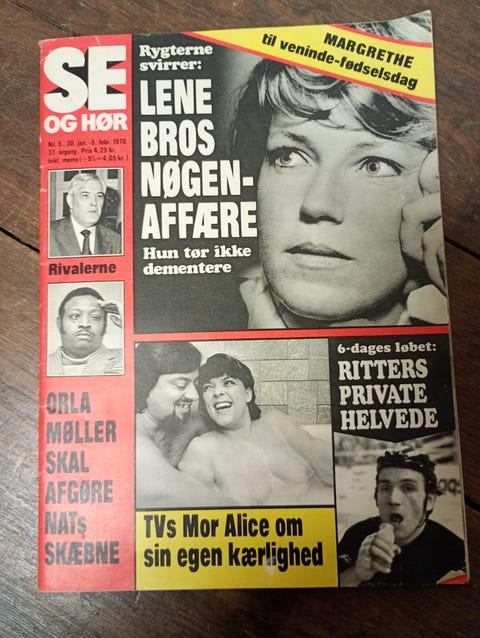 SE
OG HØR
Nr. 5. 30. jan.-5. febr. 1976
37. årgang. Pris 4,25 kr.
Rivalerne
ORLA
MØLLER
SKAL
AFGØRE
NATs
SKÆBNE
MARGRETHE
til veninde-fødselsdag
Rygterne
svirrer:
LENE
BROS
NØGEN-
AFFÆRE
Hun tør ikke
dementere
TVs Mor Alice om
sin egen kærlighed
6-dages løbet:
RITTERS
PRIVATE
HELVEDE